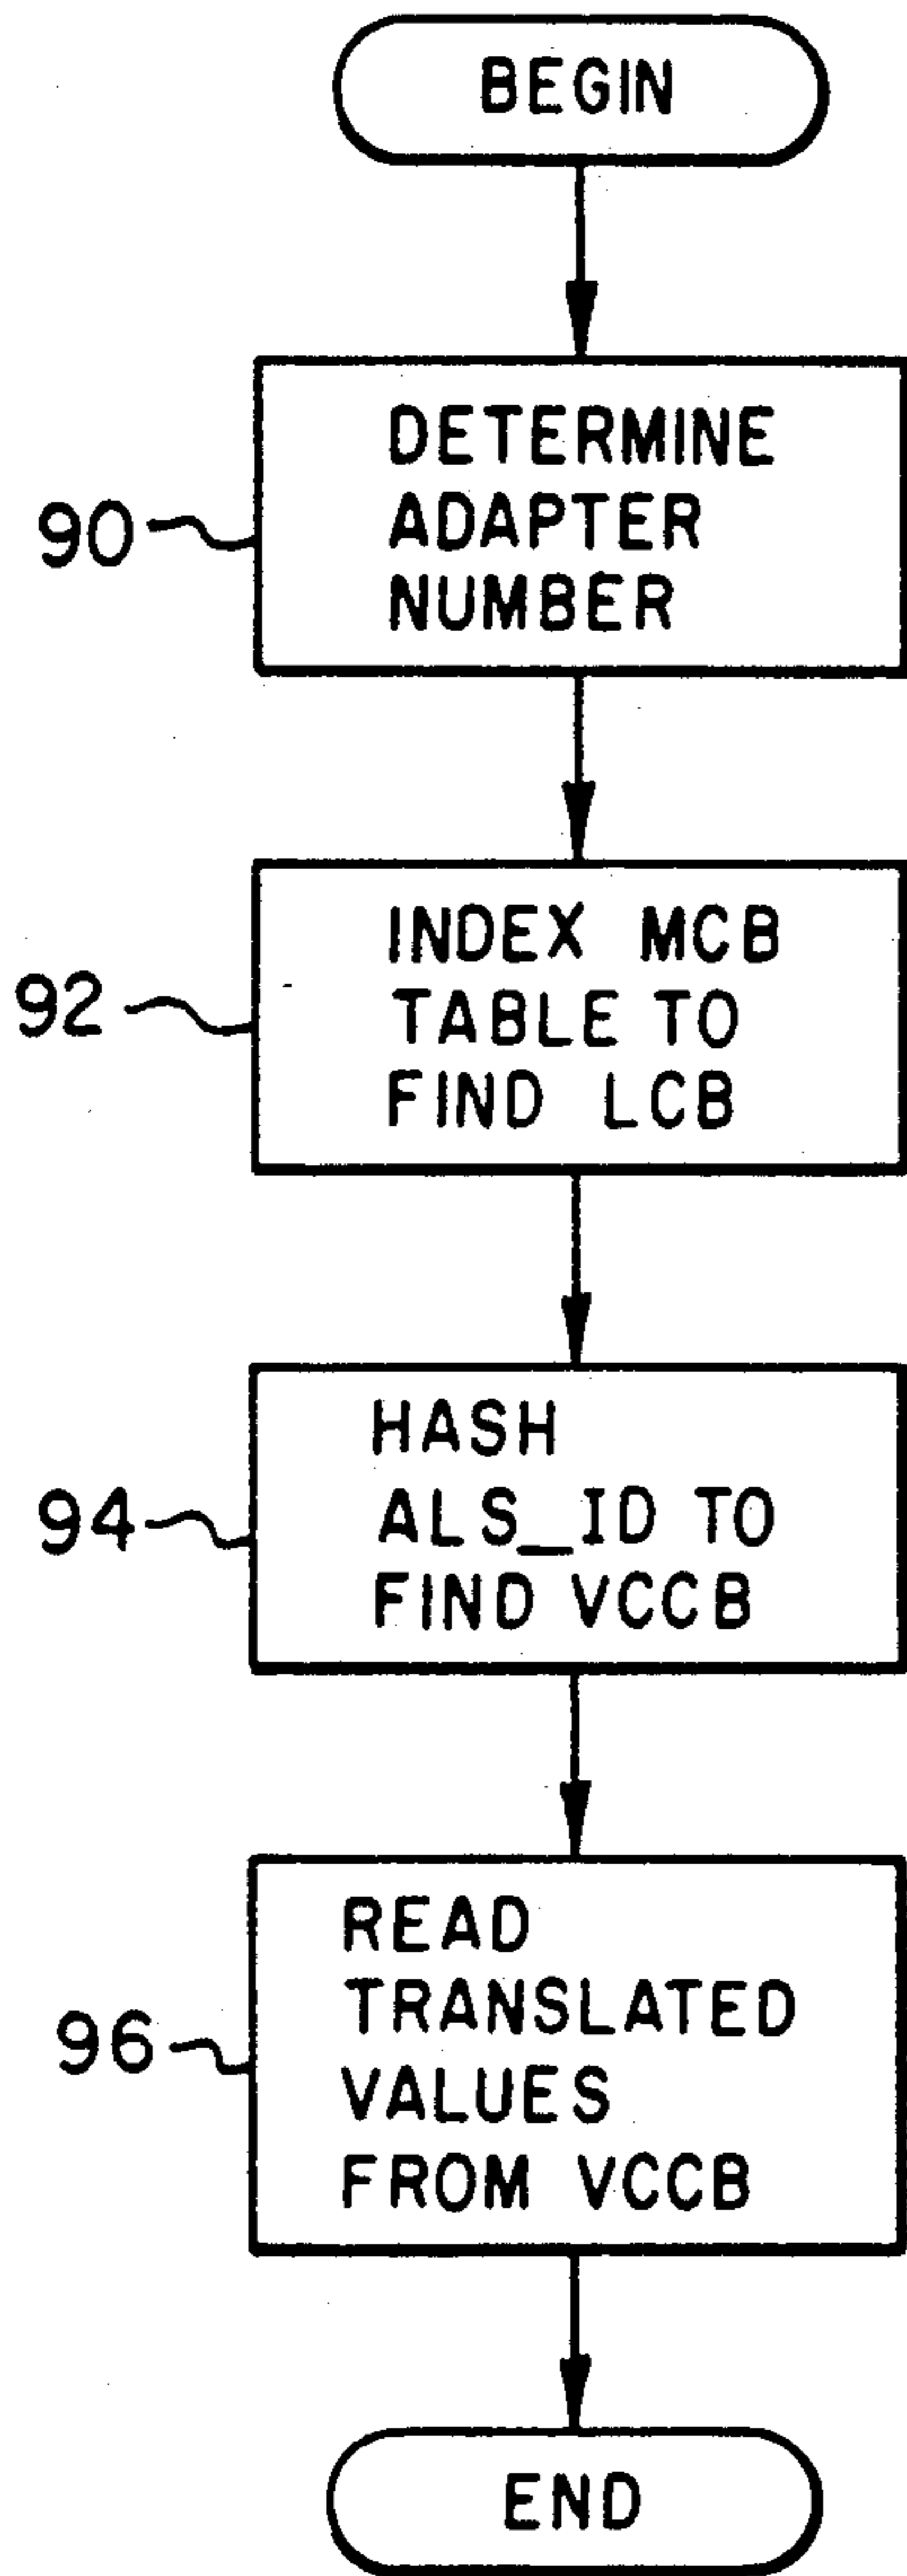 BEGIN
90
DETERMINE
ADAPTER
NUMBER
92
INDEX MCB
TABLE TO
FIND LCB
94
HASH
ALS_ID TO
FIND VCCB
96
READ
TRANSLATED
VALUES
FROM VCCB
END